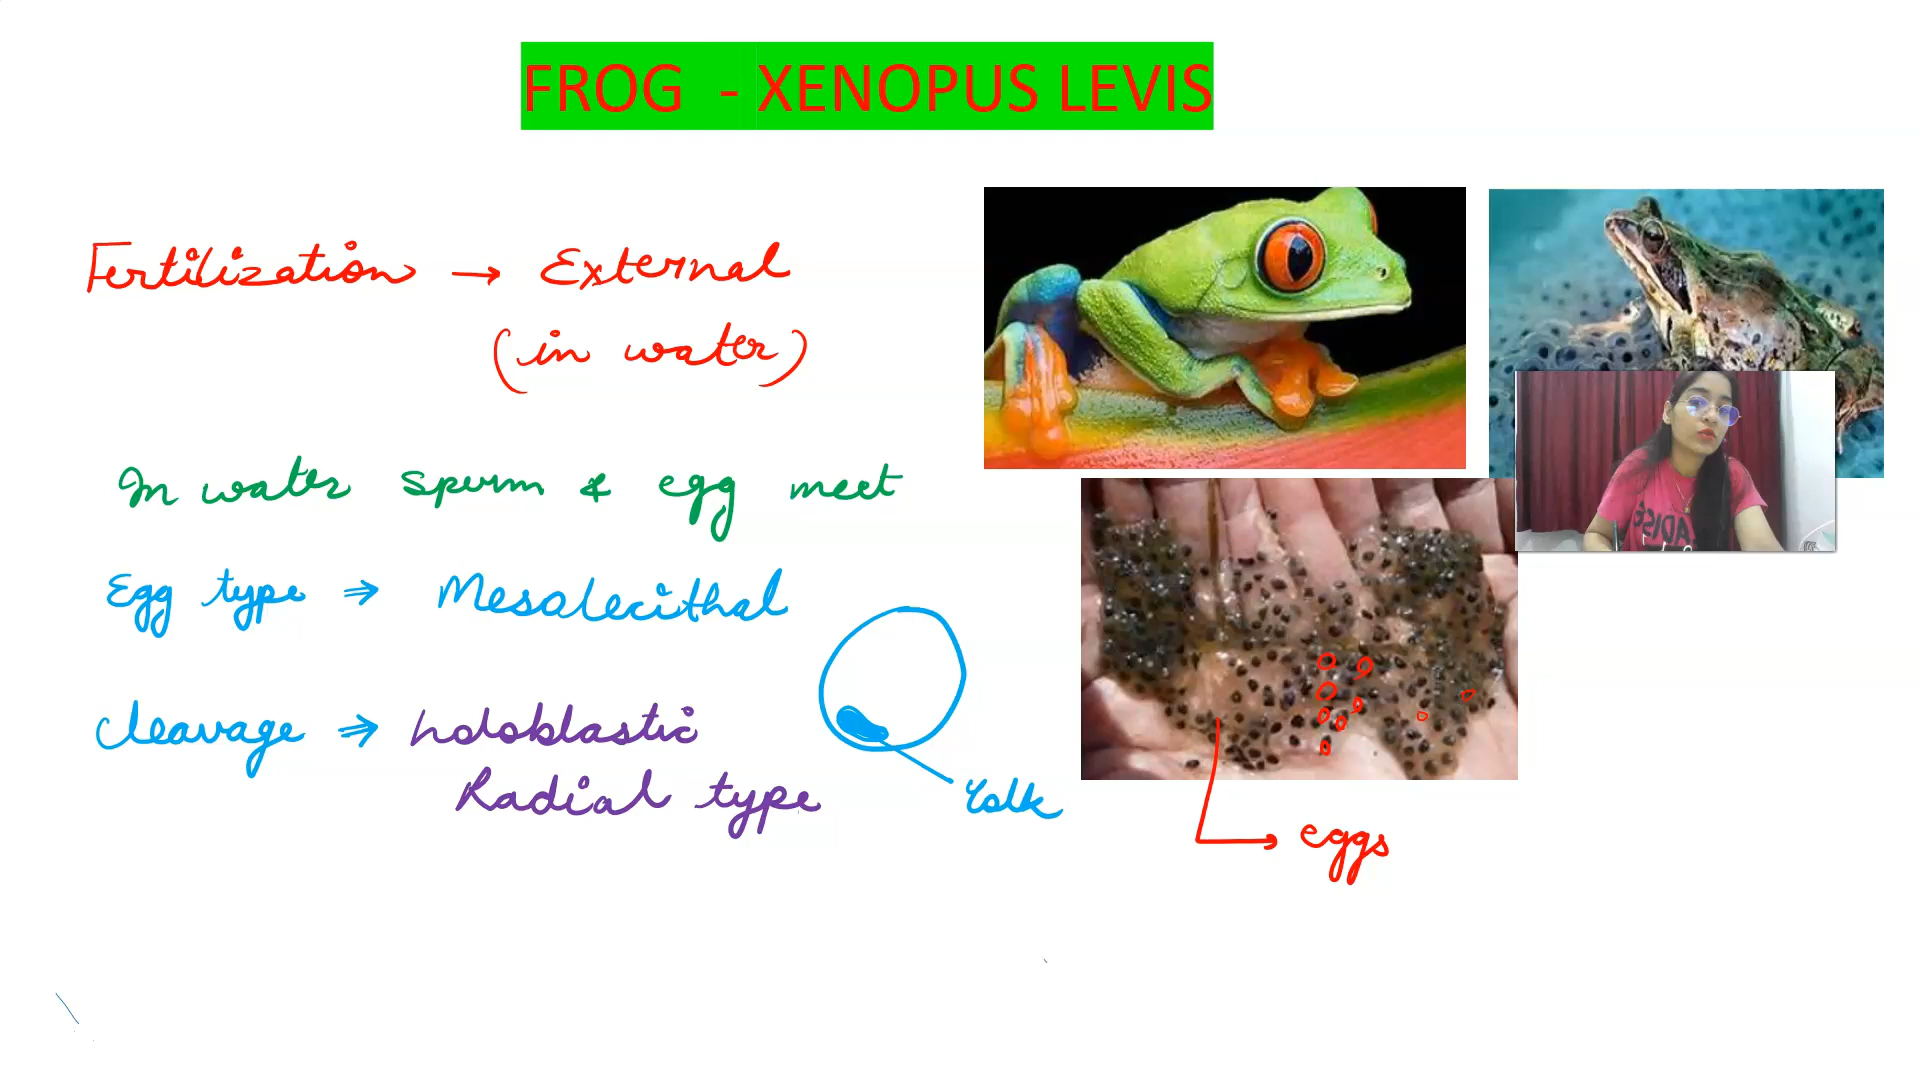 FROG - XENOPUS LEVIS
Fertilization → External
(in water)
In water sperm & egg meet
Egg type ⇒ Mesolecithal
Cleavage ⇒ holoblastic
Radial type
Yolk
eggs